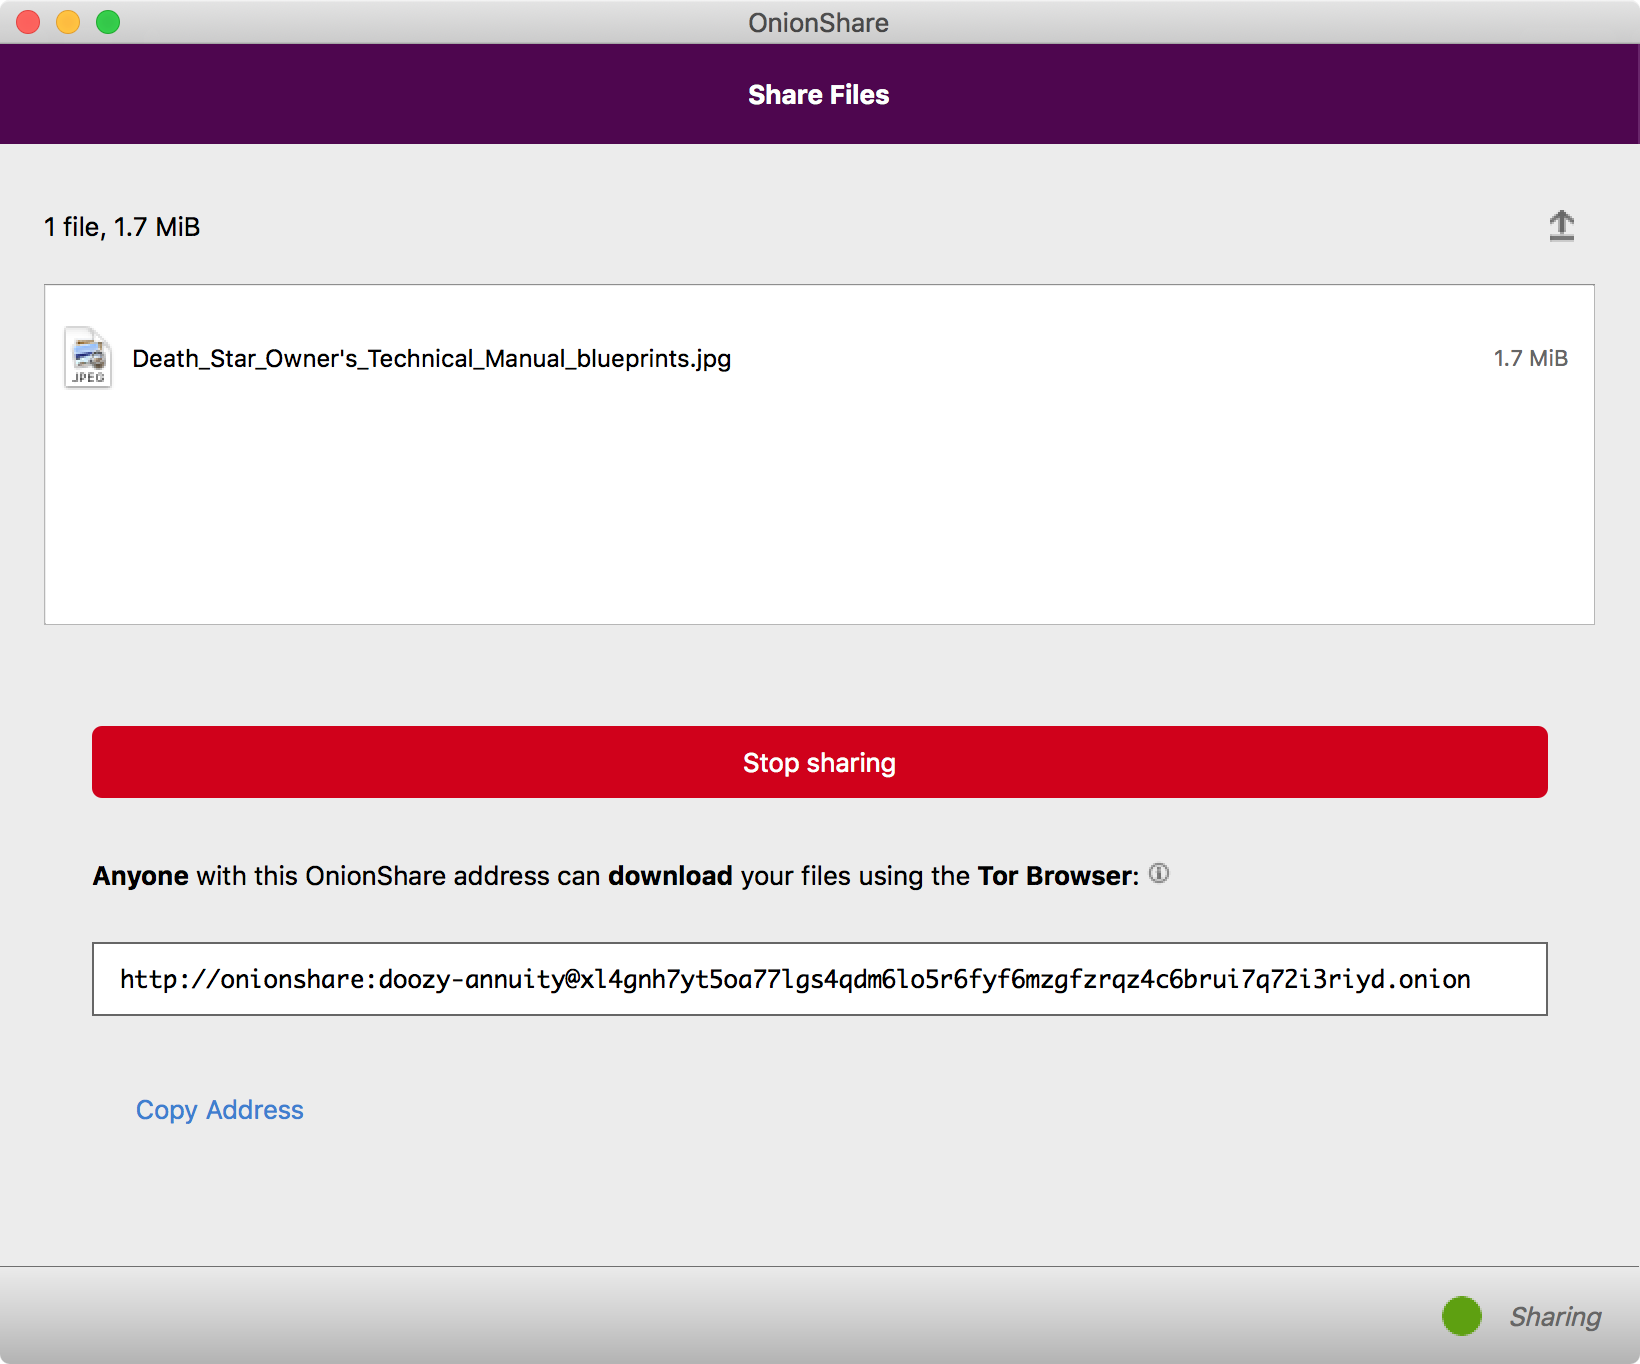 OnionShare
Share Files
1 file, 1.7 MiB
JPEG
Death_Star_Owner's_Technical_Manual_blueprints.jpg 1.7 MiB
Stop sharing
Anyone with this OnionShare address can download your files using the Tor Browser:
http://onionshare:doozy-annuity@xl4gnh7yt5oa77lgs4qdm6lo5r6fyf6mzgfzrqz4c6brui7q72i3riyd.onion
Copy Address
Sharing